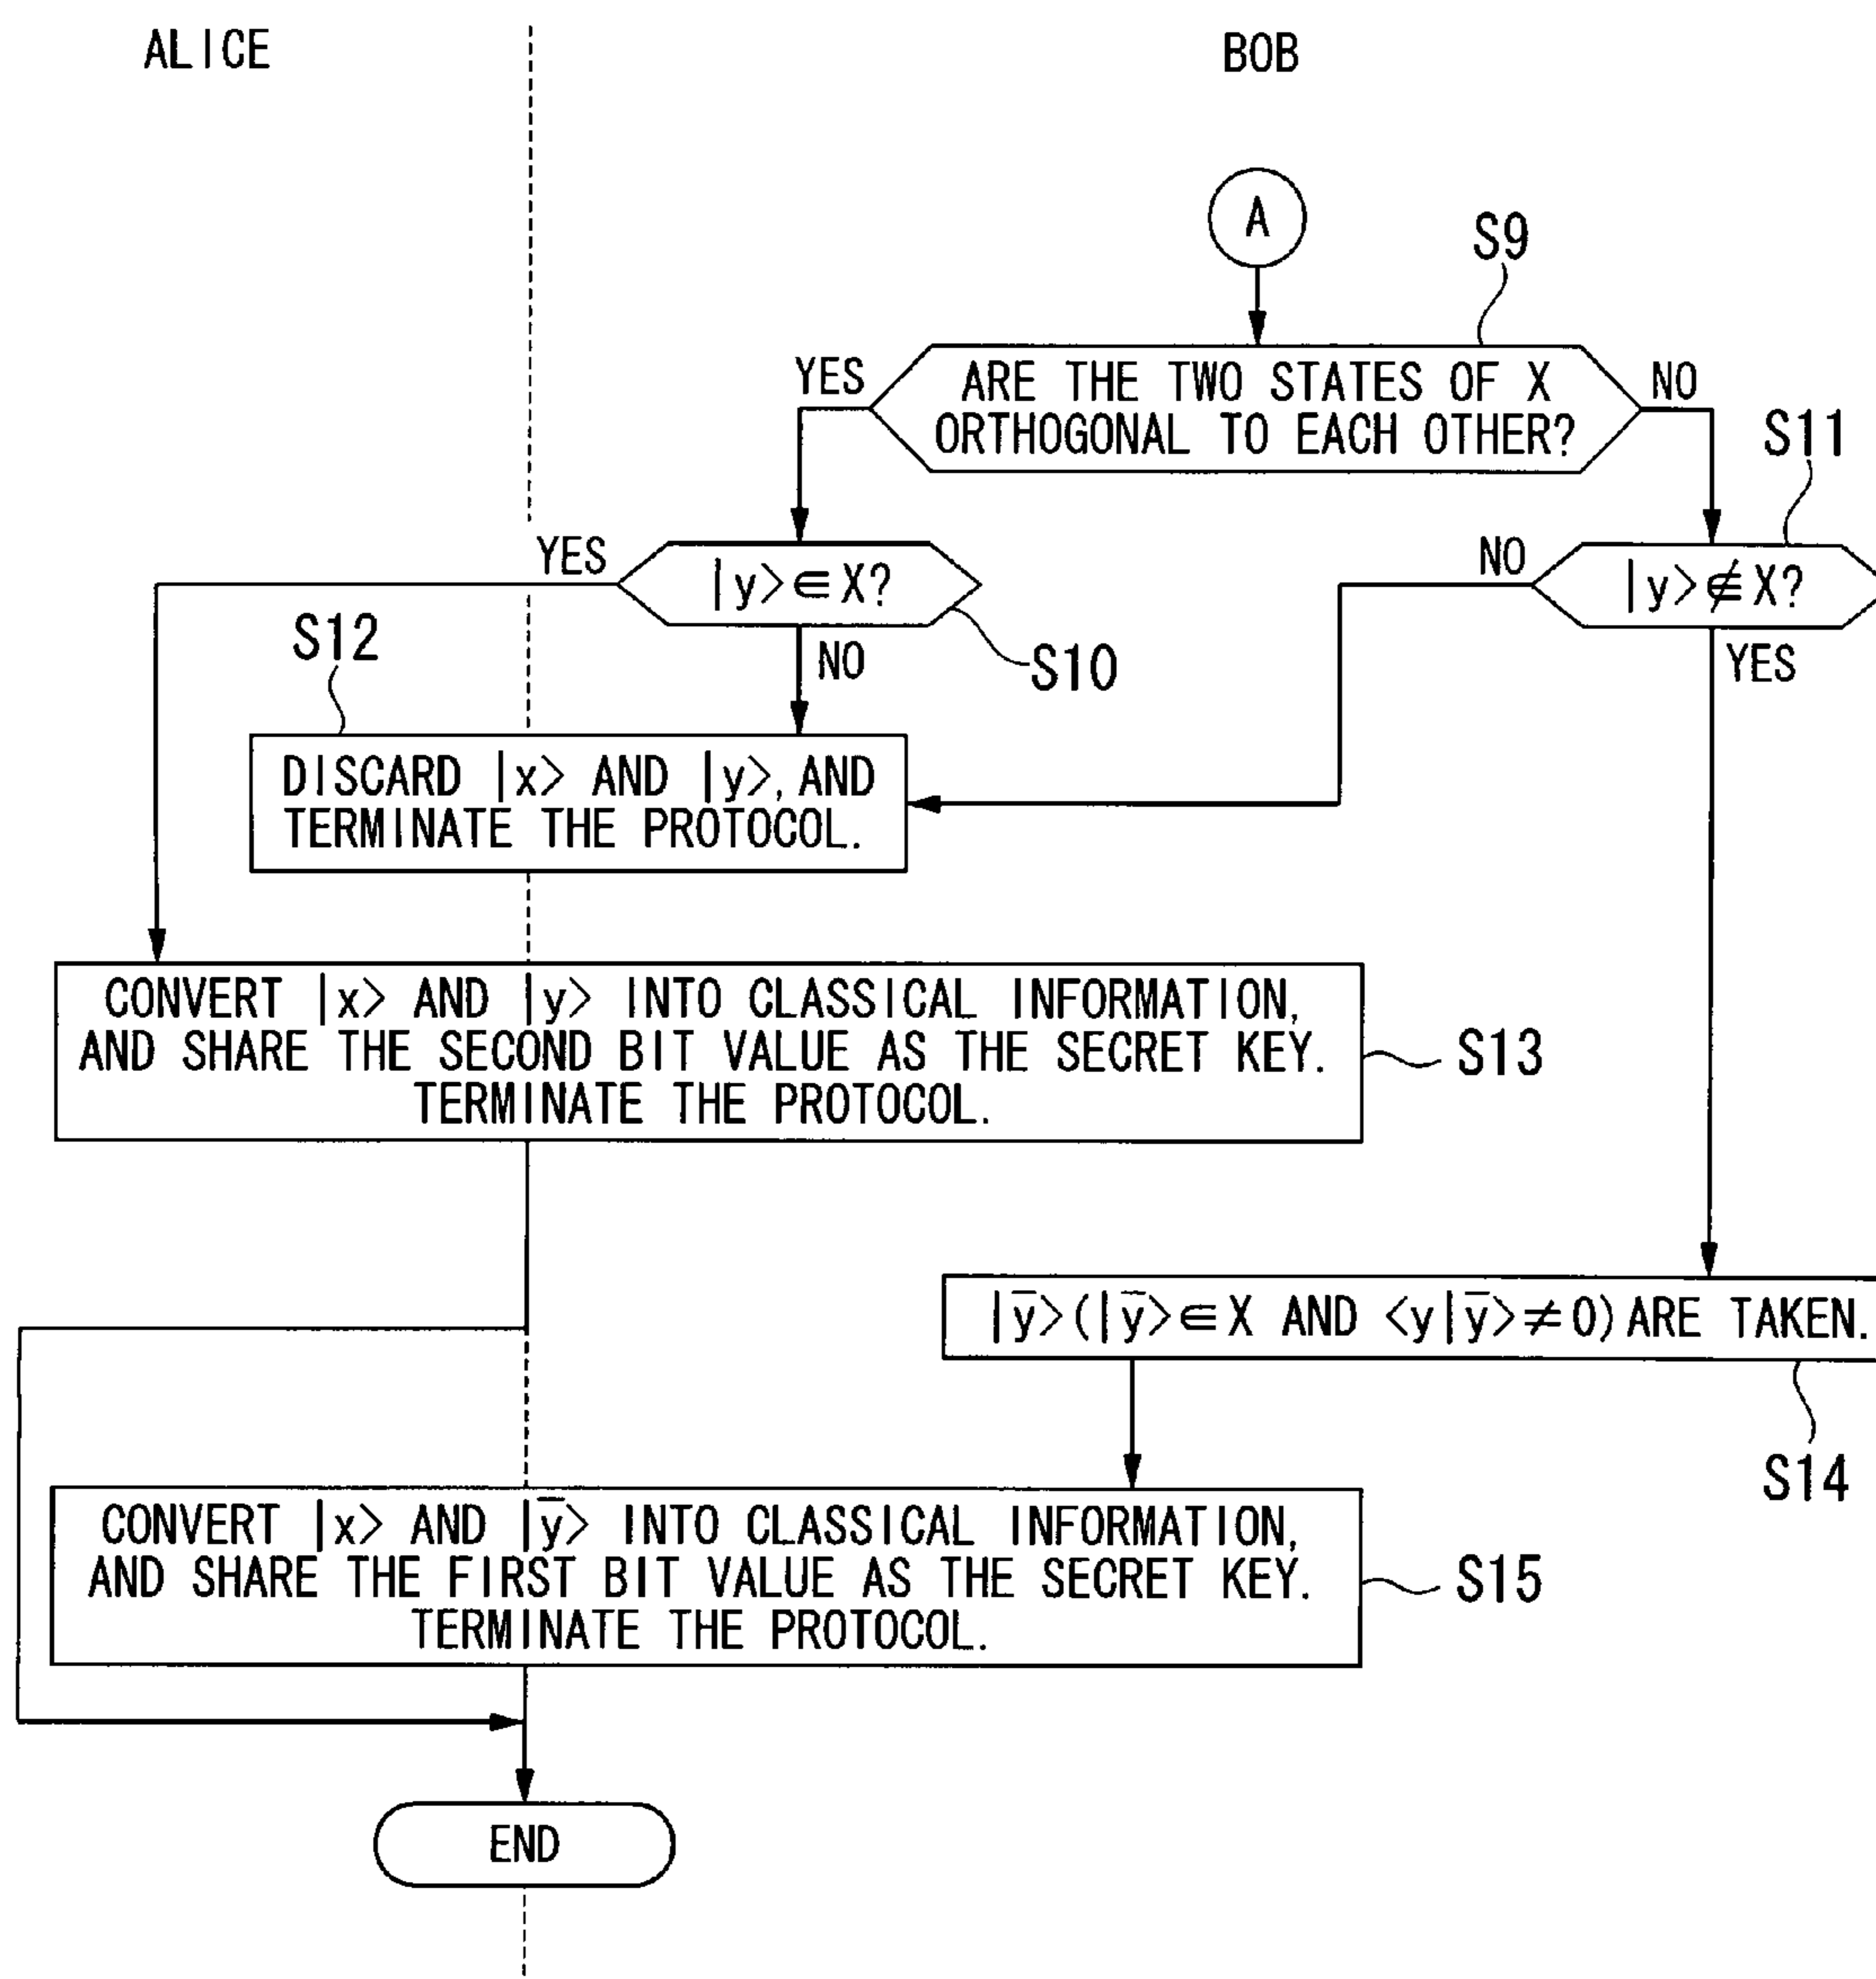 ALICE
BOB
A
S9
YES
ARE THE TWO STATES OF X
ORTHOGONAL TO EACH OTHER?
NO
S11
YES
|y>∈X?
NO
|y>∉X?
S12
NO
S10
YES
DISCARD |x> AND |y>, AND
TERMINATE THE PROTOCOL.
CONVERT |x> AND |y> INTO CLASSICAL INFORMATION,
AND SHARE THE SECOND BIT VALUE AS THE SECRET KEY.
TERMINATE THE PROTOCOL.
S13
|y̅>(|y̅>∈X AND <y|y̅>≠0) ARE TAKEN.
S14
CONVERT |x> AND |y̅> INTO CLASSICAL INFORMATION,
AND SHARE THE FIRST BIT VALUE AS THE SECRET KEY.
TERMINATE THE PROTOCOL.
S15
END